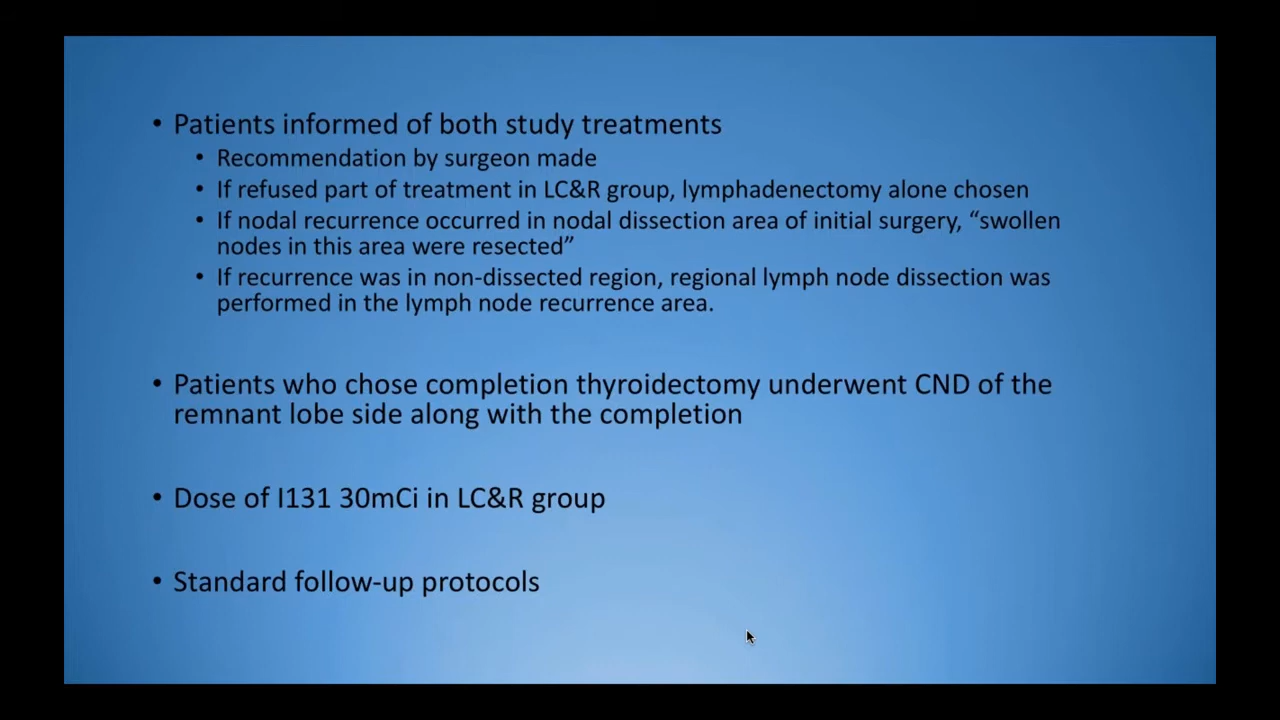 • Patients informed of both study treatments
• Recommendation by surgeon made
• If refused part of treatment in LC&R group, lymphadenectomy alone chosen
• If nodal recurrence occurred in nodal dissection area of initial surgery, “swollen
nodes in this area were resected”
• If recurrence was in non-dissected region, regional lymph node dissection was
performed in the lymph node recurrence area.
• Patients who chose completion thyroidectomy underwent CND of the
remnant lobe side along with the completion
• Dose of I131 30mCi in LC&R group
• Standard follow-up protocols